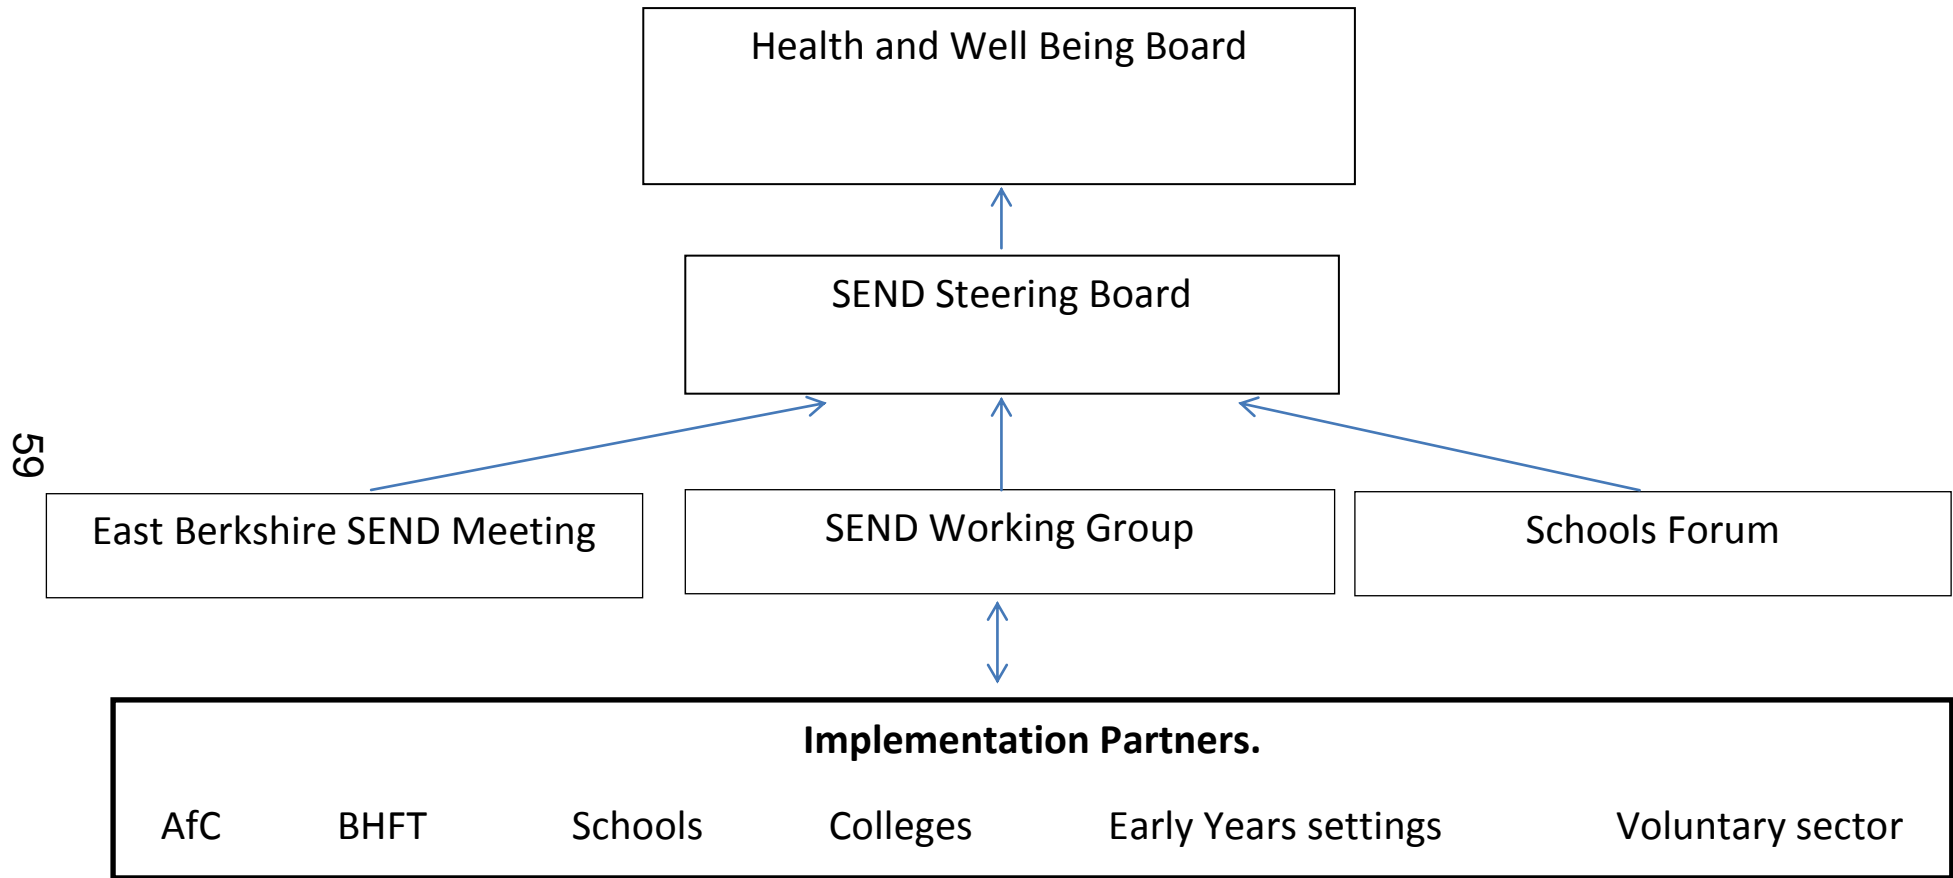 Health and Well Being Board
SEND Steering Board
59
East Berkshire SEND Meeting
SEND Working Group
Schools Forum
Implementation Partners.
AfC BHFT Schools Colleges Early Years settings Voluntary sector